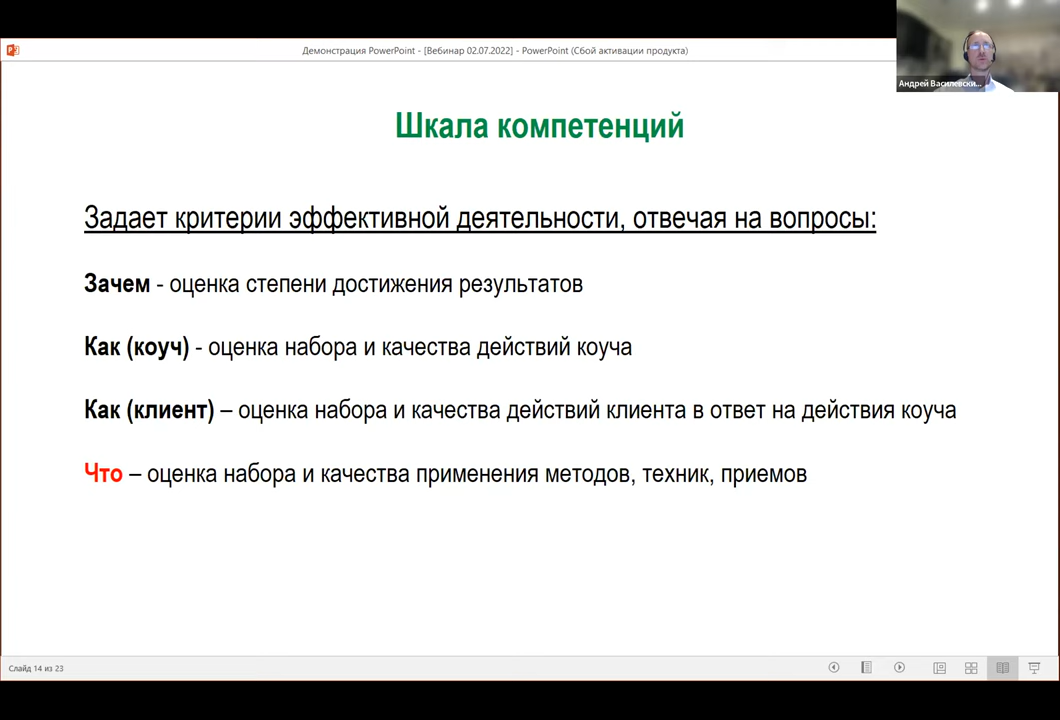 Демонстрация PowerPoint - [Вебинар 02.07.2022] - PowerPoint (Сбой активации продукта)
Андрей Василевски...
Шкала компетенций
Задает критерии эффективной деятельности, отвечая на вопросы:
Зачем - оценка степени достижения результатов
Как (коуч) - оценка набора и качества действий коуча
Как (клиент) – оценка набора и качества действий клиента в ответ на действия коуча
Что – оценка набора и качества применения методов, техник, приемов
Слайд 14 из 23